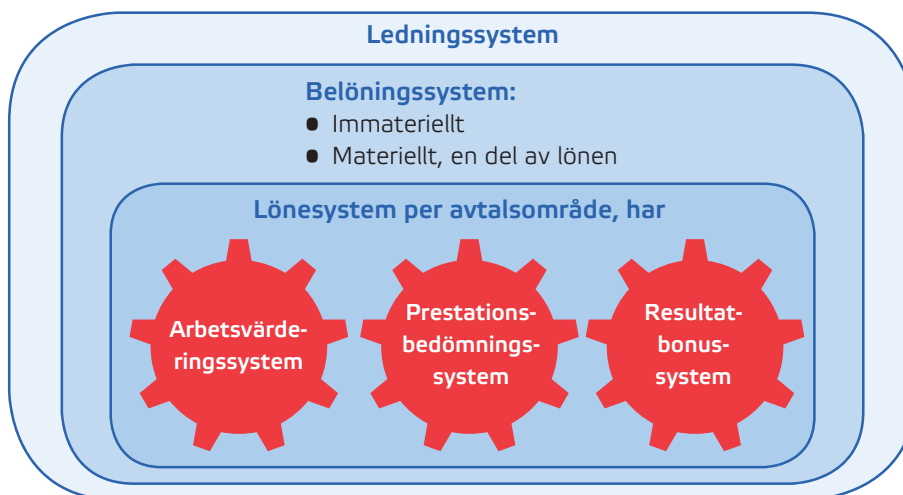 Ledningssystem
Belöningssystem:
• Immateriellt
• Materiellt, en del av lönen
Lönesystem per avtalsområde, har
Arbetsvärde-
ringssystem
Prestations-
bedömnings-
system
Resultat-
bonus-
system